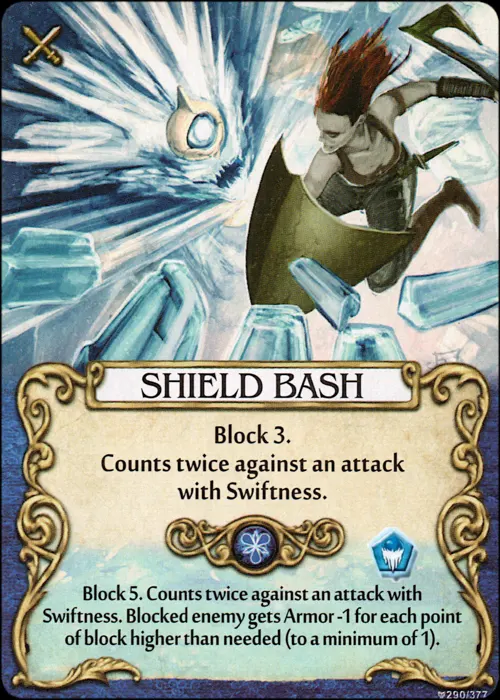 SHIELD BASH
Block 3.
Counts twice against an attack
with Swiftness.
Block 5. Counts twice against an attack with
Swiftness. Blocked enemy gets Armor -1 for each point
of block higher than needed (to a minimum of 1).
290/377